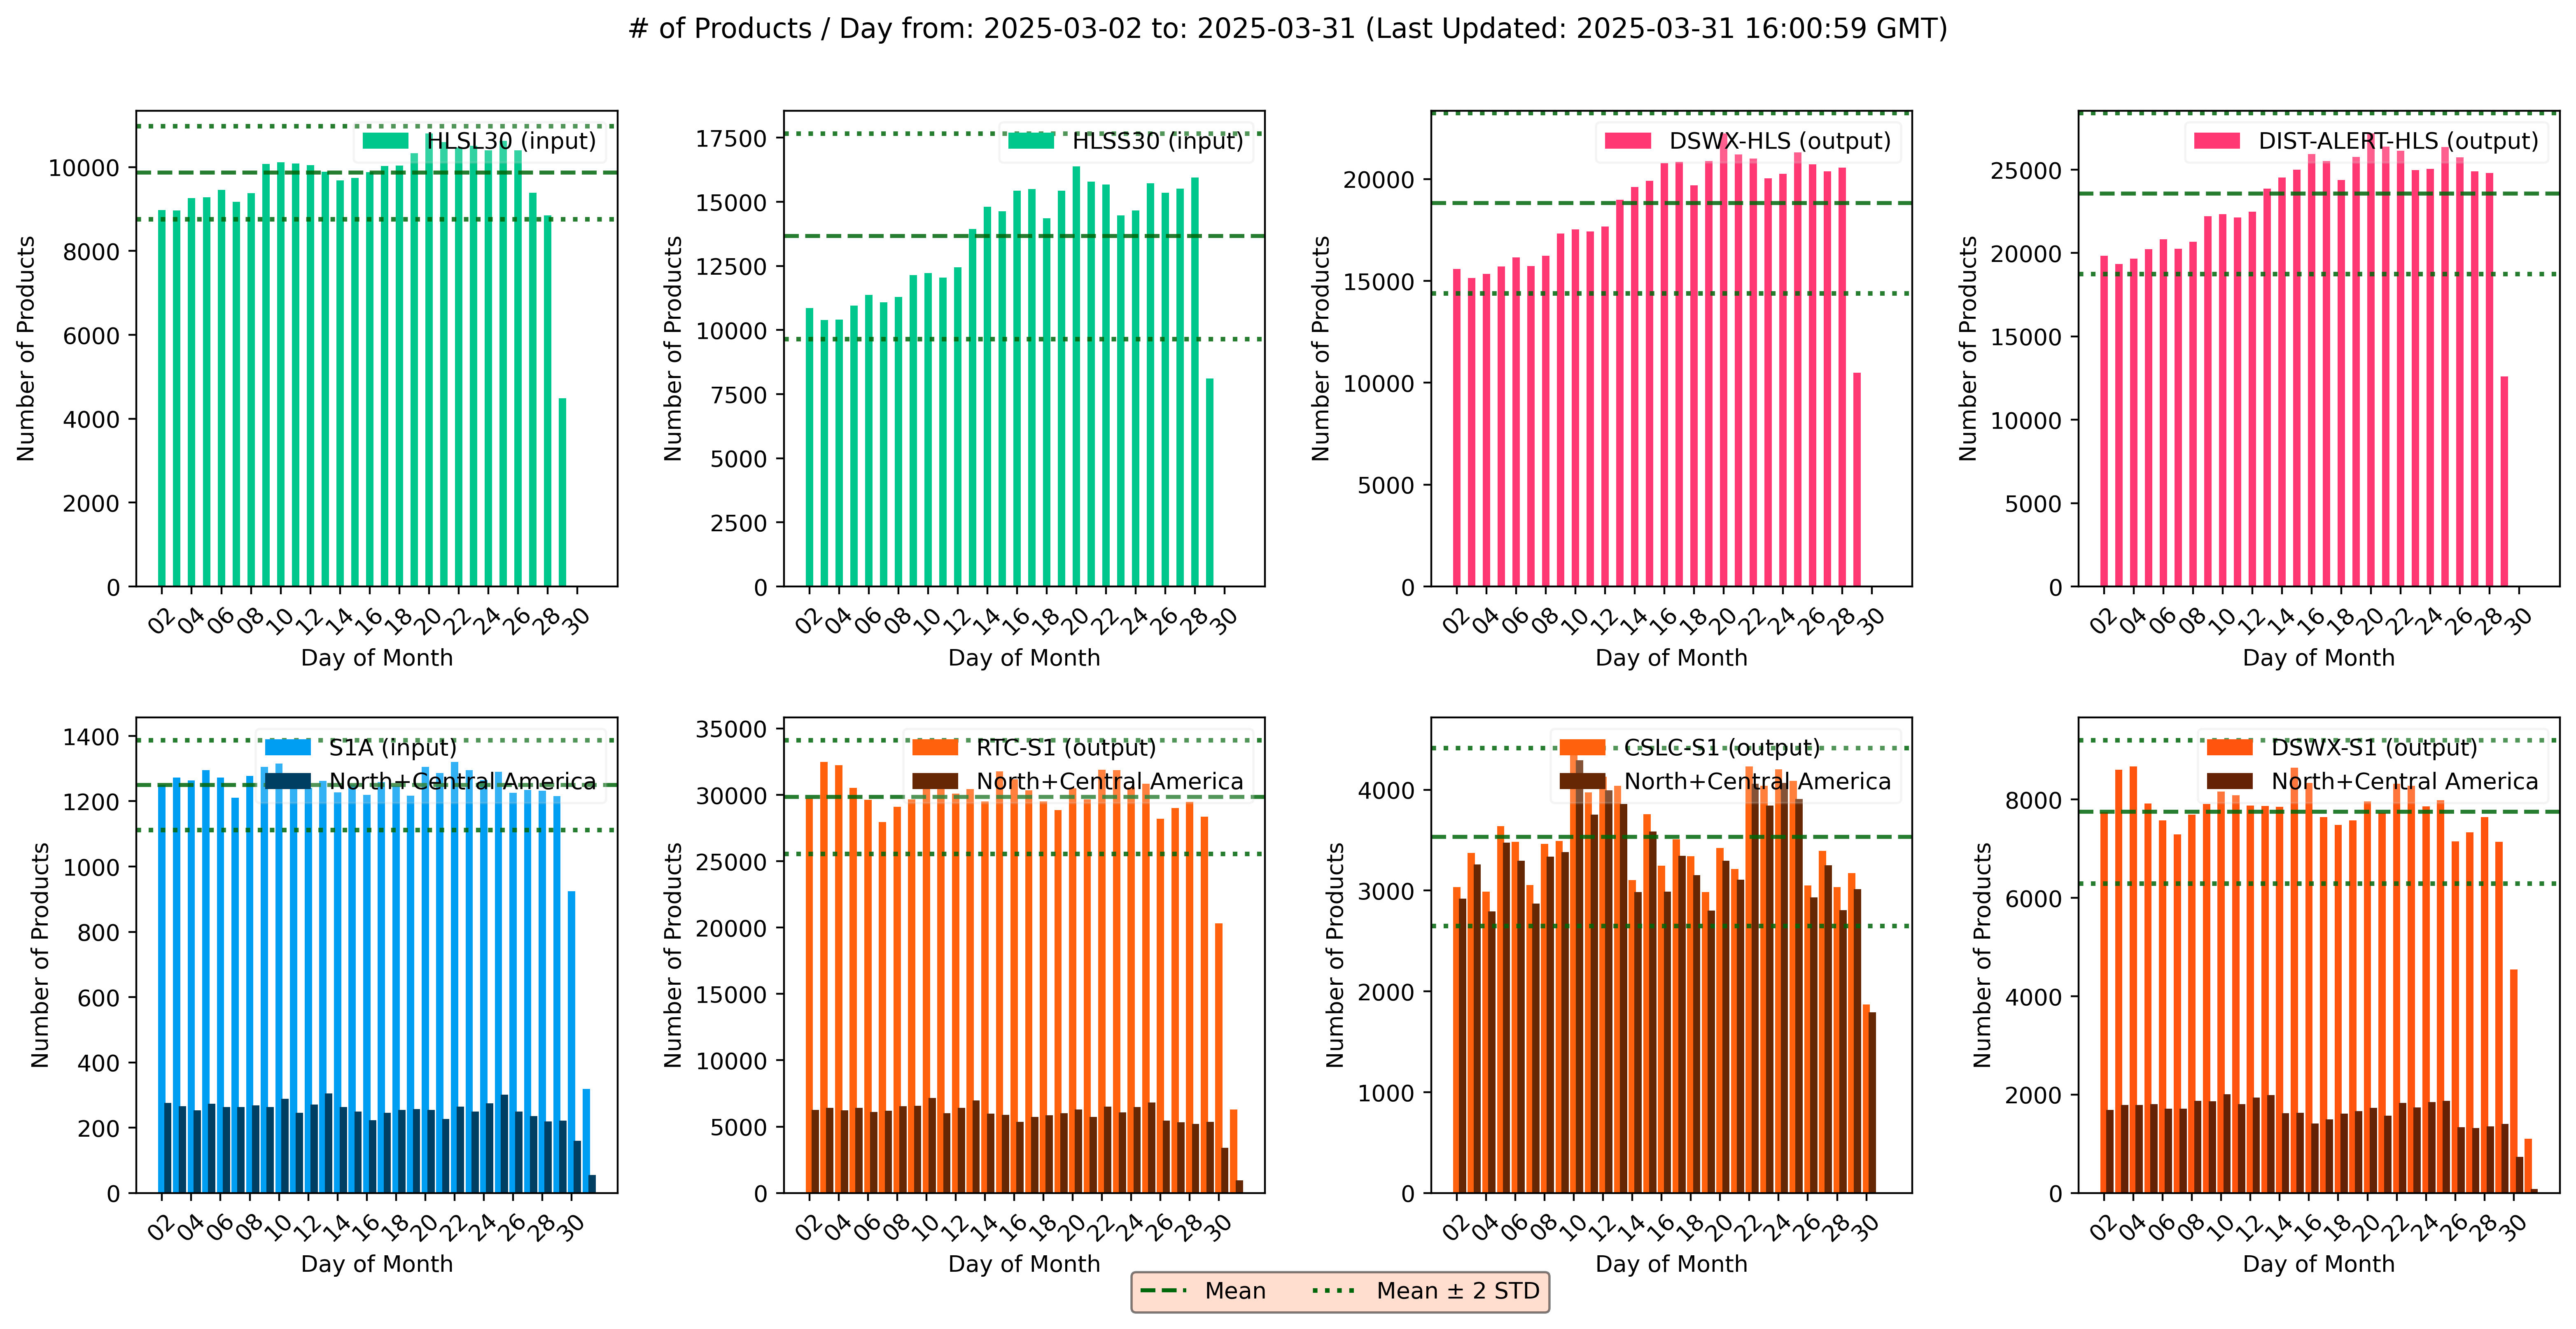 # of Products / Day from: 2025-03-02 to: 2025-03-31 (Last Updated: 2025-03-31 16:00:59 GMT)
HLSL30 (input)
Number of Products
10000
8000
6000
4000
2000
0
02 04 06 08 10 12 14 16 18 20 22 24 26 28 30
Day of Month
HLSS30 (input)
Number of Products
17500
15000
12500
10000
7500
5000
2500
0
02 04 06 08 10 12 14 16 18 20 22 24 26 28 30
Day of Month
DSWX-HLS (output)
Number of Products
20000
15000
10000
5000
0
02 04 06 08 10 12 14 16 18 20 22 24 26 28 30
Day of Month
DIST-ALERT-HLS (output)
Number of Products
25000
20000
15000
10000
5000
0
02 04 06 08 10 12 14 16 18 20 22 24 26 28 30
Day of Month
S1A (input)
North+Central America
Number of Products
1400
1200
1000
800
600
400
200
0
02 04 06 08 10 12 14 16 18 20 22 24 26 28 30
Day of Month
RTC-S1 (output)
North+Central America
Number of Products
35000
30000
25000
20000
15000
10000
5000
0
02 04 06 08 10 12 14 16 18 20 22 24 26 28 30
Day of Month
CSLC-S1 (output)
North+Central America
Number of Products
4000
3000
2000
1000
0
02 04 06 08 10 12 14 16 18 20 22 24 26 28 30
Day of Month
DSWX-S1 (output)
North+Central America
Number of Products
8000
6000
4000
2000
0
02 04 06 08 10 12 14 16 18 20 22 24 26 28 30
Day of Month
Mean
Mean ± 2 STD